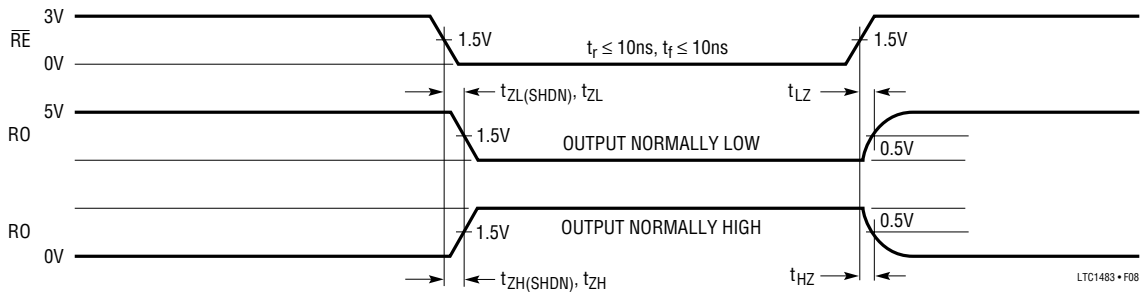 3V
RE
1.5V
tr ≤ 10ns, tf ≤ 10ns
1.5V
0V
tZL(SHDN), tZL
tLZ
5V
RO
1.5V
OUTPUT NORMALLY LOW
0.5V
RO
1.5V
OUTPUT NORMALLY HIGH
0.5V
0V
tZH(SHDN), tZH
tHZ
LTC1483 • F08